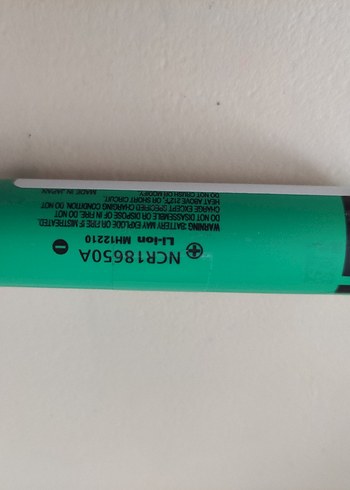 ⊕ NCR18650A ⊖
Li-ion MH12210
WARNING :BATTERY MAY EXPLODE OR FIRE IF MISTREATED.
DO NOT DISASSEMBLE OR DISPOSE OF IN FIRE, DO NOT
CHARGE EXCEPT SPECIFIED CHARGING CONDITION, DO NOT
HEAT ABOVE 212°F, OR SHORT CIRCUIT.
DO NOT CRUSH OR MODIFY.
MADE IN JAPAN